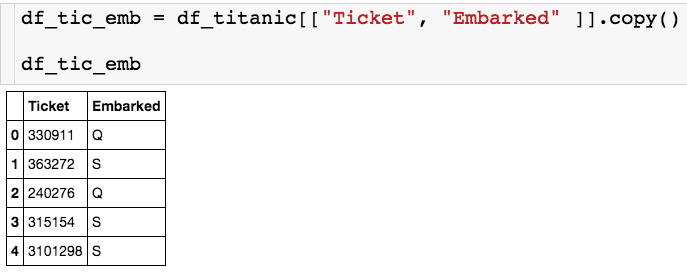 df_tic_emb = df_titanic[["Ticket", "Embarked" ]].copy()
df_tic_emb
Ticket Embarked
0 330911 Q
1 363272 S
2 240276 Q
3 315154 S
4 3101298 S